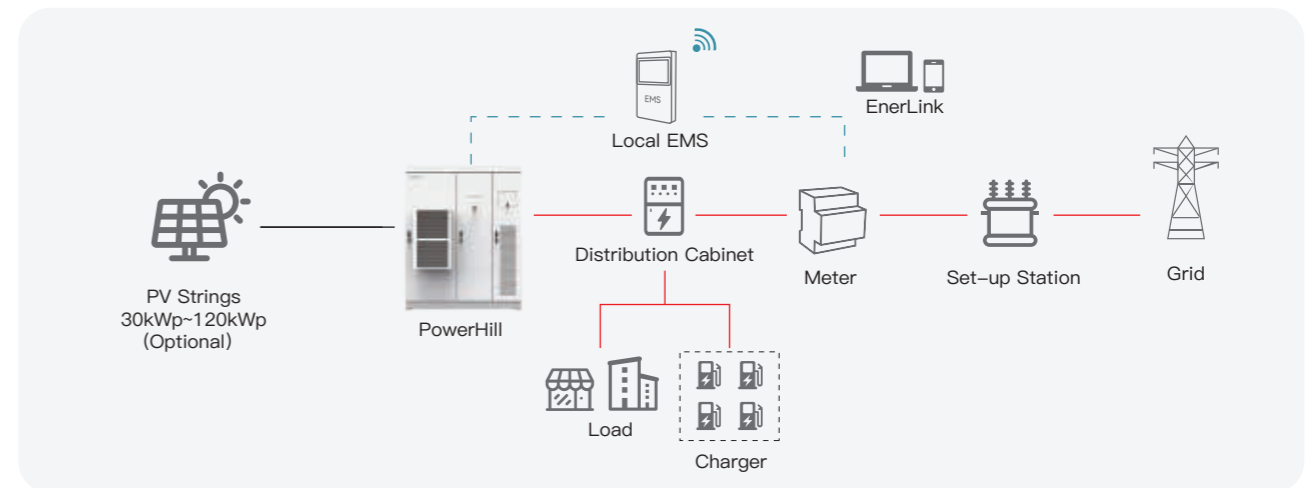 EMS
EnerLink
Local EMS
Distribution Cabinet
Meter
Set-up Station
Grid
PV Strings
30kWp~120kWp
(Optional)
PowerHill
Load
Charger